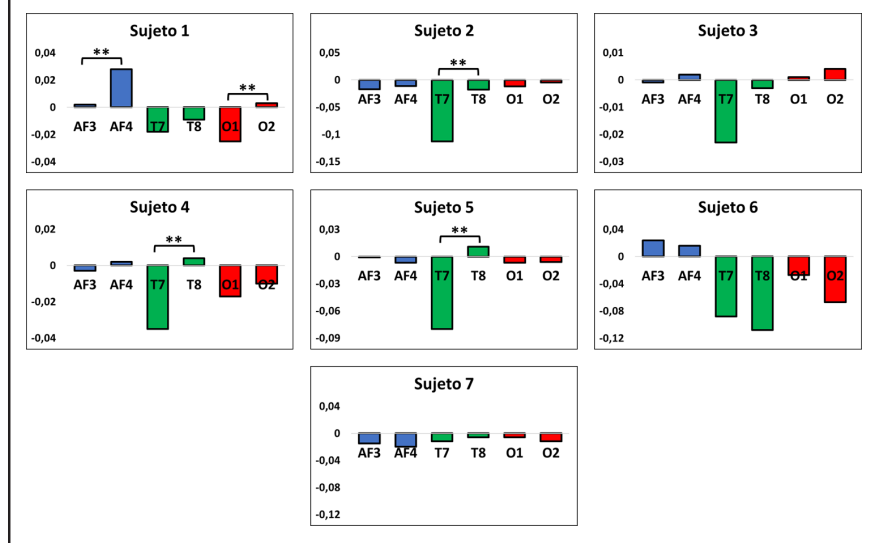 Sujeto 1
0,04
0,02
0
-0,02
-0,04
**
**
AF3 AF4 T7 T8 O1 O2
Sujeto 2
0,05
0
-0,05
-0,1
-0,15
**
AF3 AF4 T7 T8 O1 O2
Sujeto 3
0,01
0
-0,01
-0,02
-0,03
AF3 AF4 T7 T8 O1 O2
Sujeto 4
0,02
0
-0,02
-0,04
**
AF3 AF4 T7 T8 O1 O2
Sujeto 5
0,03
0
-0,03
-0,06
-0,09
**
AF3 AF4 T7 T8 O1 O2
Sujeto 6
0,04
0
-0,04
-0,08
-0,12
AF3 AF4 T7 T8 O1 O2
Sujeto 7
0,04
0
-0,04
-0,08
-0,12
AF3 AF4 T7 T8 O1 O2